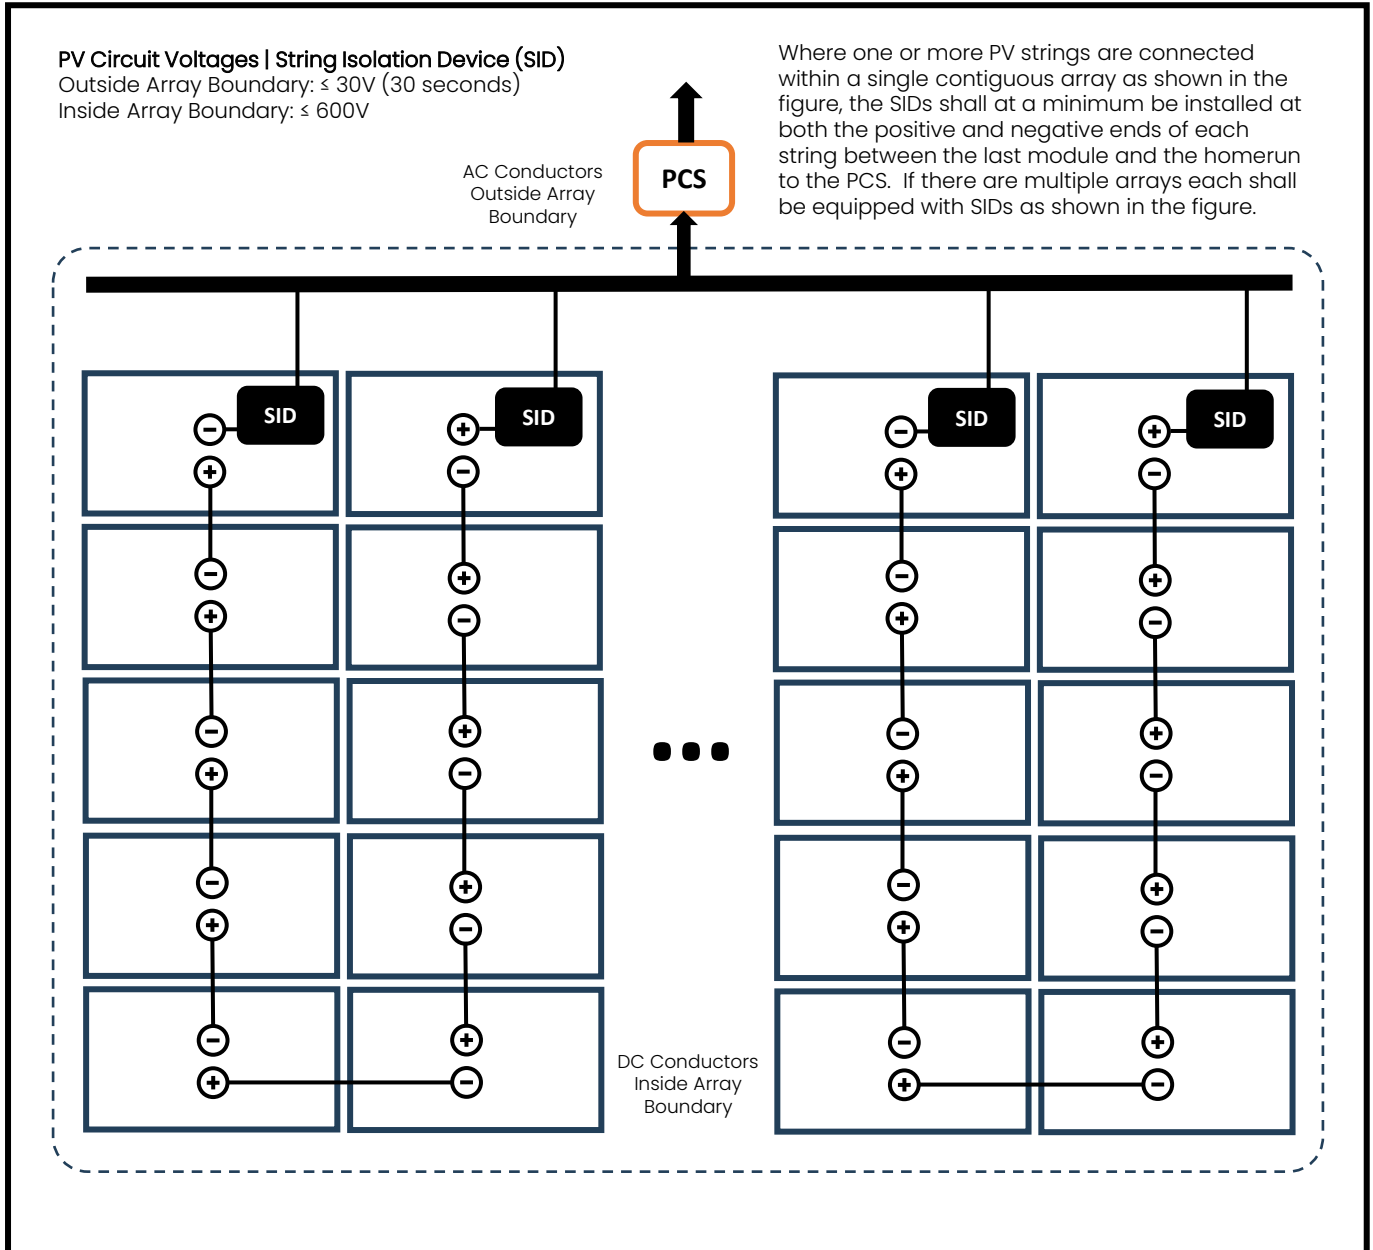 PV Circuit Voltages | String Isolation Device (SID)
Outside Array Boundary: ≤ 30V (30 seconds)
Inside Array Boundary: ≤ 600V
Where one or more PV strings are connected
within a single contiguous array as shown in the
figure, the SIDs shall at a minimum be installed at
both the positive and negative ends of each
string between the last module and the homerun
to the PCS. If there are multiple arrays each shall
be equipped with SIDs as shown in the figure.
AC Conductors
Outside Array
Boundary
PCS
SID
SID
SID
SID
DC Conductors
Inside Array
Boundary